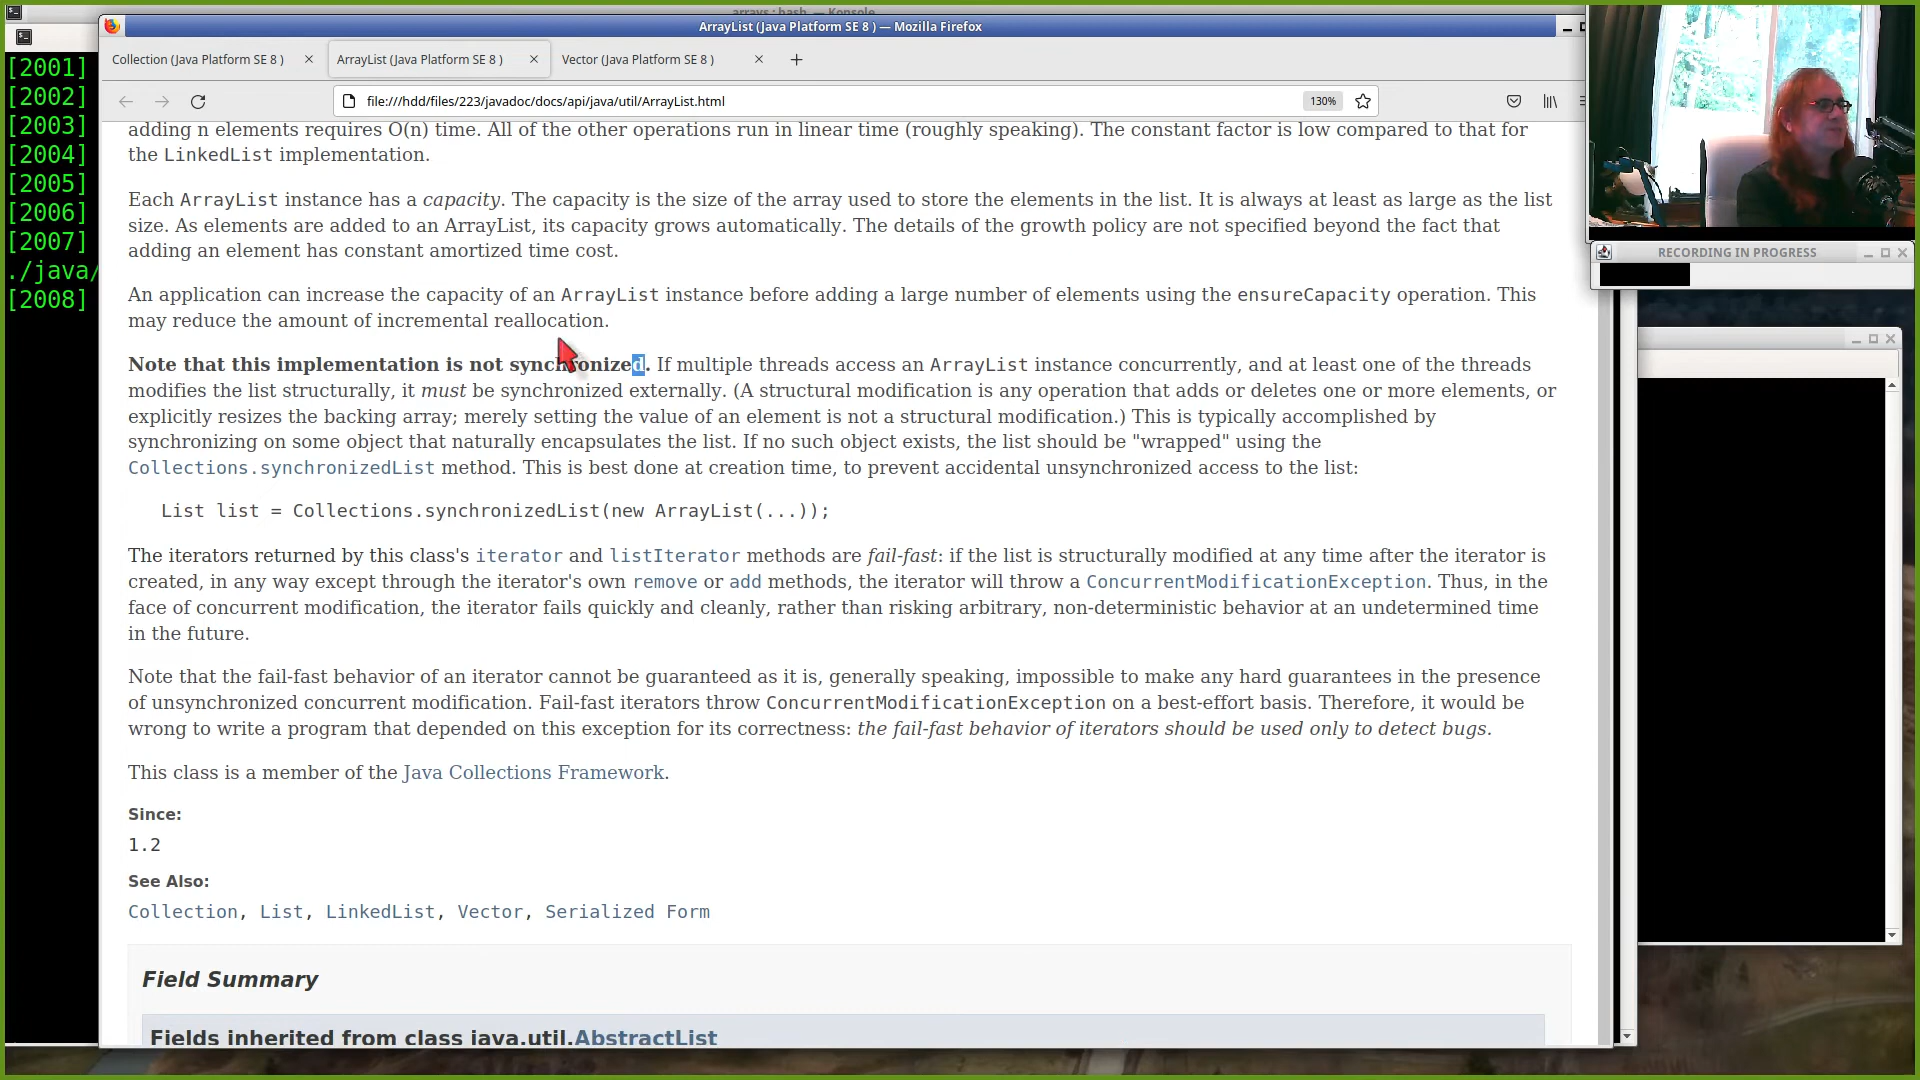 arrays : bash — Konsole
ArrayList (Java Platform SE 8 ) — Mozilla Firefox
Collection (Java Platform SE 8 )
ArrayList (Java Platform SE 8 )
Vector (Java Platform SE 8 )
file:///hdd/files/223/javadoc/docs/api/java/util/ArrayList.html
130%
[2001]
[2002]
[2003]
[2004]
[2005]
[2006]
[2007]
./java/
[2008]
adding n elements requires O(n) time. All of the other operations run in linear time (roughly speaking). The constant factor is low compared to that for
the LinkedList implementation.
Each ArrayList instance has a capacity. The capacity is the size of the array used to store the elements in the list. It is always at least as large as the list
size. As elements are added to an ArrayList, its capacity grows automatically. The details of the growth policy are not specified beyond the fact that
adding an element has constant amortized time cost.
An application can increase the capacity of an ArrayList instance before adding a large number of elements using the ensureCapacity operation. This
may reduce the amount of incremental reallocation.
Note that this implementation is not synchronized. If multiple threads access an ArrayList instance concurrently, and at least one of the threads
modifies the list structurally, it must be synchronized externally. (A structural modification is any operation that adds or deletes one or more elements, or
explicitly resizes the backing array; merely setting the value of an element is not a structural modification.) This is typically accomplished by
synchronizing on some object that naturally encapsulates the list. If no such object exists, the list should be "wrapped" using the
Collections.synchronizedList method. This is best done at creation time, to prevent accidental unsynchronized access to the list:
List list = Collections.synchronizedList(new ArrayList(...));
The iterators returned by this class's iterator and listIterator methods are fail-fast: if the list is structurally modified at any time after the iterator is
created, in any way except through the iterator's own remove or add methods, the iterator will throw a ConcurrentModificationException. Thus, in the
face of concurrent modification, the iterator fails quickly and cleanly, rather than risking arbitrary, non-deterministic behavior at an undetermined time
in the future.
Note that the fail-fast behavior of an iterator cannot be guaranteed as it is, generally speaking, impossible to make any hard guarantees in the presence
of unsynchronized concurrent modification. Fail-fast iterators throw ConcurrentModificationException on a best-effort basis. Therefore, it would be
wrong to write a program that depended on this exception for its correctness: the fail-fast behavior of iterators should be used only to detect bugs.
This class is a member of the Java Collections Framework.
Since:
1.2
See Also:
Collection, List, LinkedList, Vector, Serialized Form
Field Summary
Fields inherited from class java.util.AbstractList
RECORDING IN PROGRESS